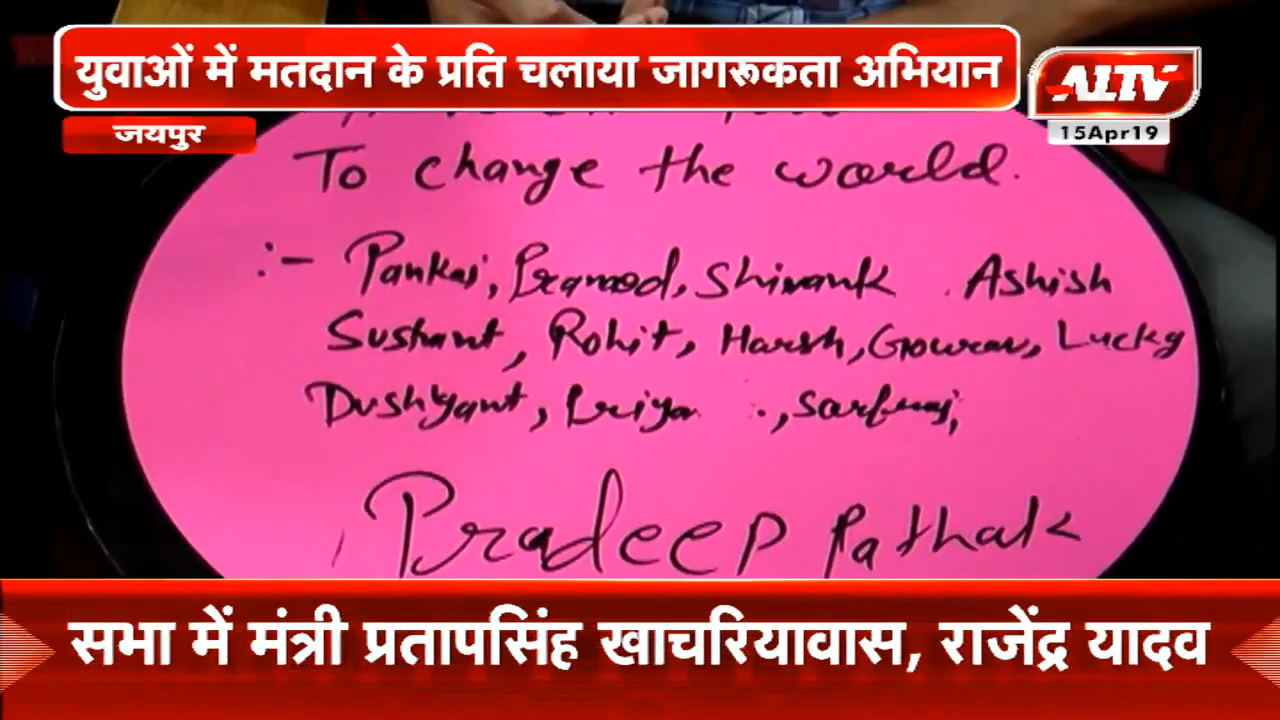 युवाओं में मतदान के प्रति चलाया जागरूकता अभियान
ALTV
15Apr19
जयपुर
To change the world.
:- Pankaj, Pramod, Shivank . Ashish
Sushant, Rohit, Harsh, Gourav, Lucky
Dushyant, Priya ., Sarfraj,
Pradeep Pathak
सभा में मंत्री प्रतापसिंह खाचरियावास, राजेंद्र यादव